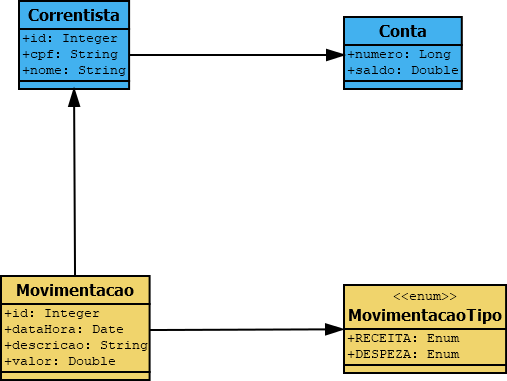 Correntista
+id: Integer
+cpf: String
+nome: String
Conta
+numero: Long
+saldo: Double
Movimentacao
+id: Integer
+dataHora: Date
+descricao: String
+valor: Double
<<enum>>
MovimentacaoTipo
+RECEITA: Enum
+DESPEZA: Enum